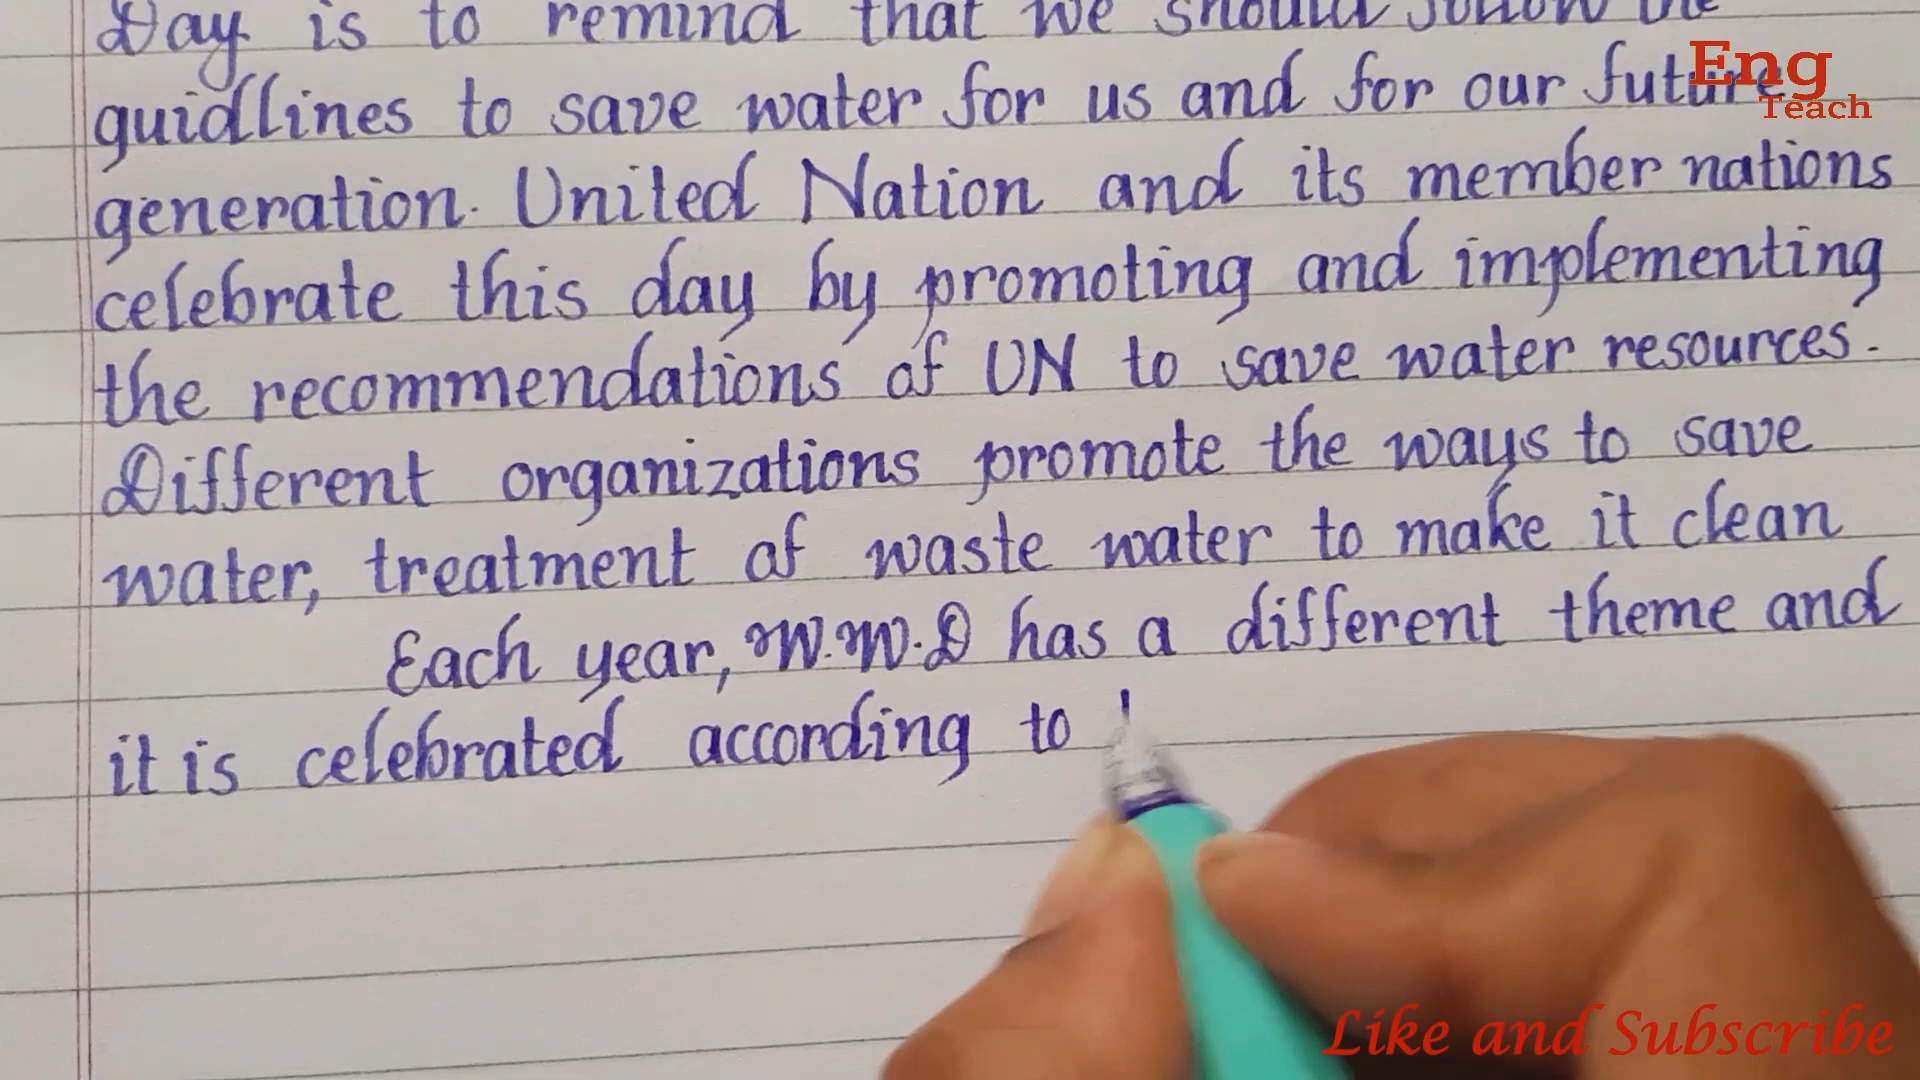 Day is to remind that we should follow the
guidlines to save water for us and for our future
generation. United Nation and its member nations
celebrate this day by promoting and implementing
the recommendations of UN to save water resources.
Different organizations promote the ways to save
water, treatment of waste water to make it clean
Each year, W.W.D has a different theme and
it is celebrated according to
Eng
Teach
Like and Subscribe